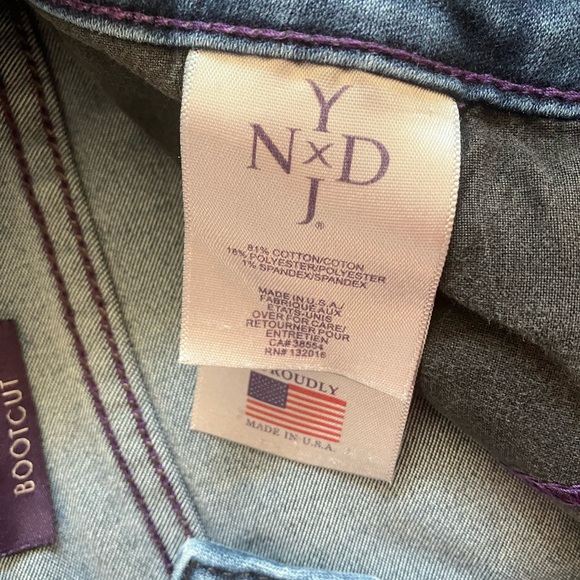 Y
N x D
J®
81% COTTON/COTON
18% POLYESTER/POLYESTER
1% SPANDEX/SPANDEX
MADE IN U.S.A./
FABRIQUE AUX
ETATS-UNIS
OVER FOR CARE/
RETOURNER POUR
ENTRETIEN
CA# 38554
RN# 132016
PROUDLY
MADE IN U.S.A.
BOOTCUT